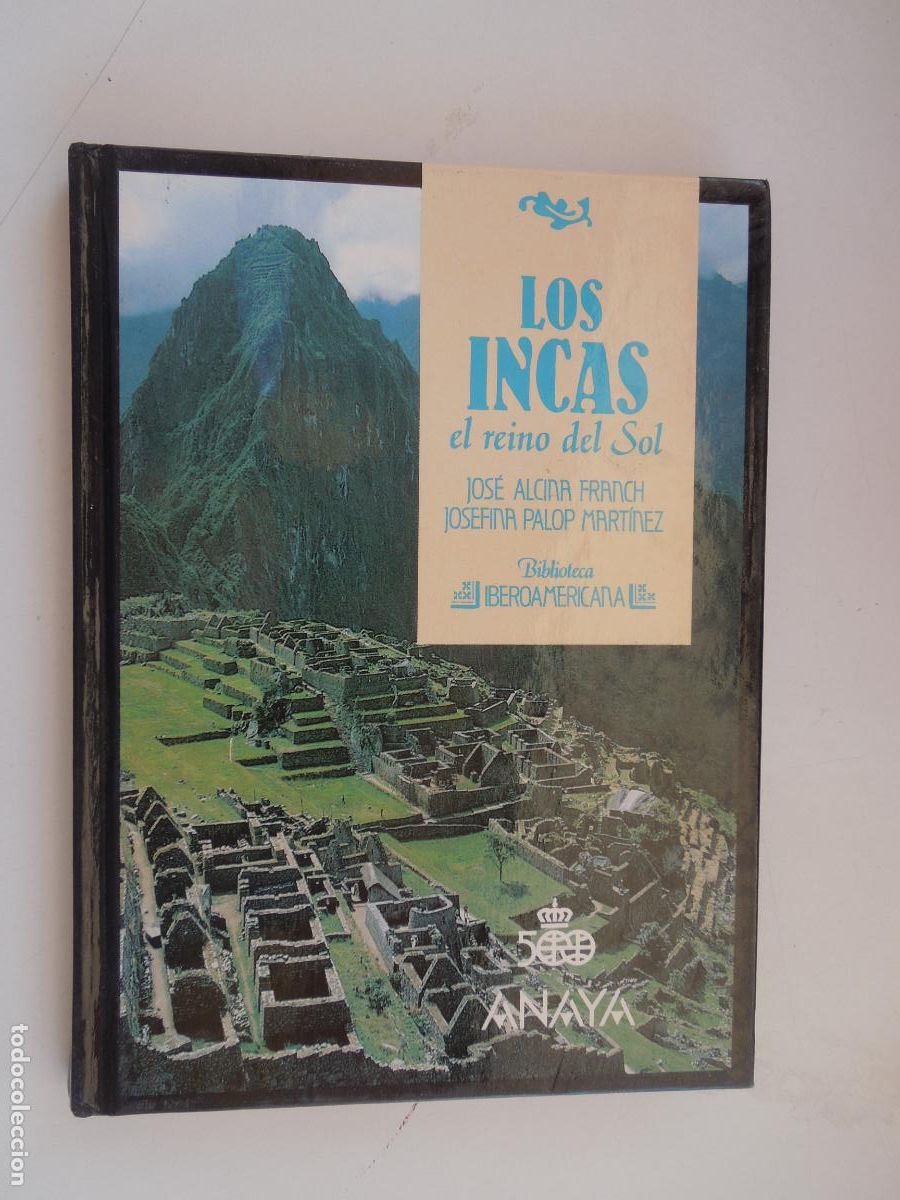 LOS
INCAS
el reino del Sol
JOSÉ ALCINA FRANCH
JOSEFINA PALOP MARTÍNEZ
Biblioteca
IBEROAMERICANA
500
ANAYA
todocoleccion